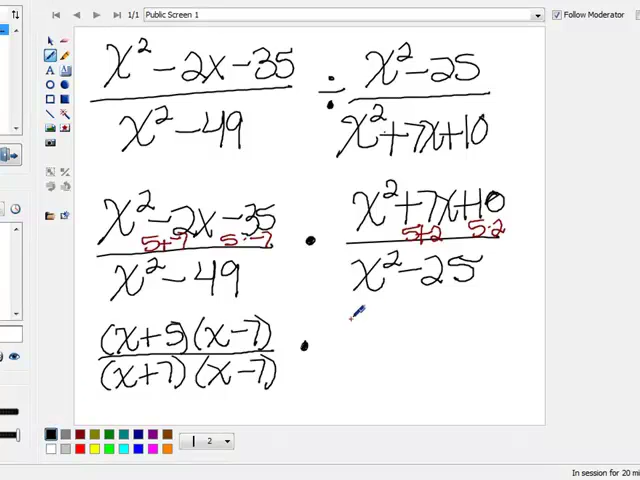 1/1 Public Screen 1 Follow Moderator
x² - 2x - 35 ÷ x² - 25
x² - 49 x² + 7x + 10
x² - 2x - 35 • x² + 7x + 10
5 + -7 5 · -7 5 + 2 5 · 2
x² - 49 x² - 25
(x + 5)(x - 7) •
(x + 7)(x - 7)
2
In session for 20 min